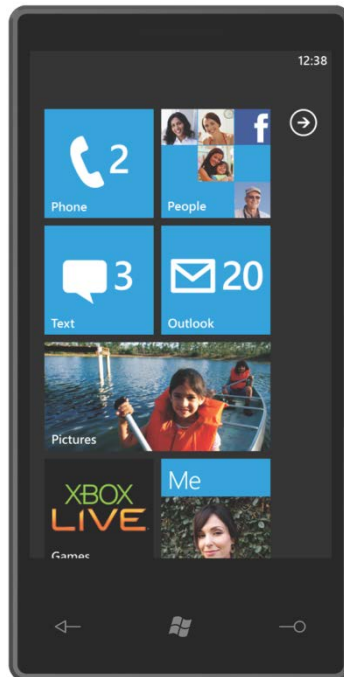 12:38
2
Phone
f
People
3
Text
20
Outlook
Pictures
XBOX
LIVE
Games
Me